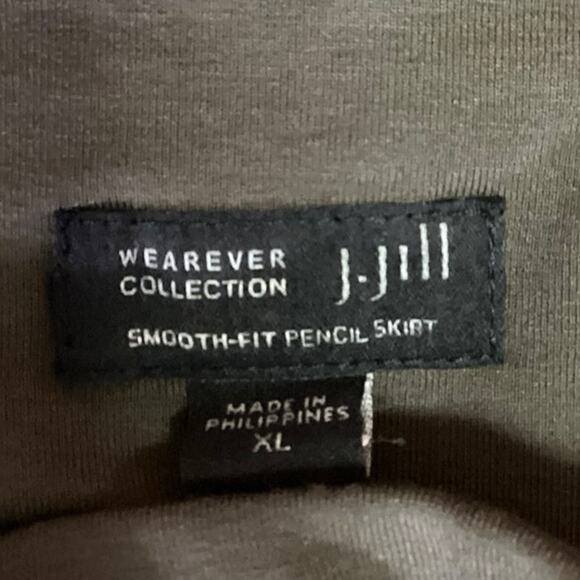 WEAREVER
COLLECTION
J.Jill
SMOOTH-FIT PENCIL SKIRT
MADE IN
PHILIPPINES
XL